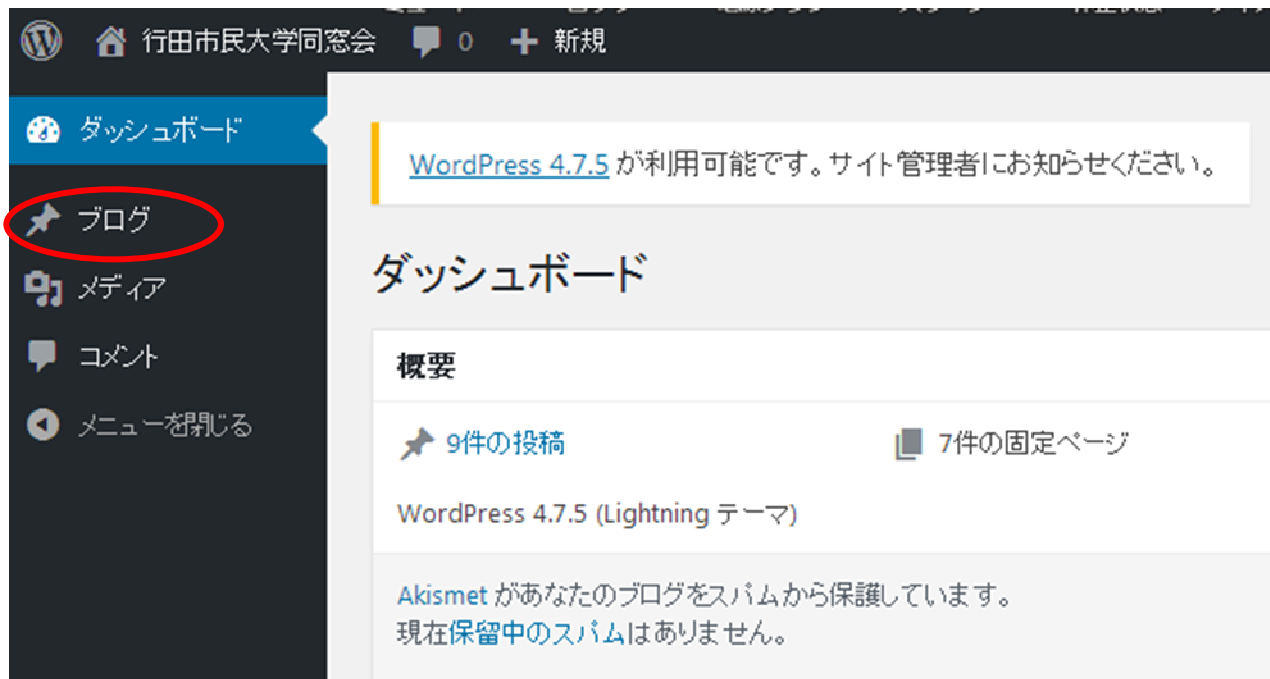 行田市民大学同窓会 0 新規
ダッシュボード
WordPress 4.7.5 が利用可能です。サイト管理者にお知らせください。
ブログ
ダッシュボード
メディア
コメント
概要
メニューを閉じる
9件の投稿 7件の固定ページ
WordPress 4.7.5 (Lightning テーマ)
Akismet があなたのブログをスパムから保護しています。
現在保留中のスパムはありません。